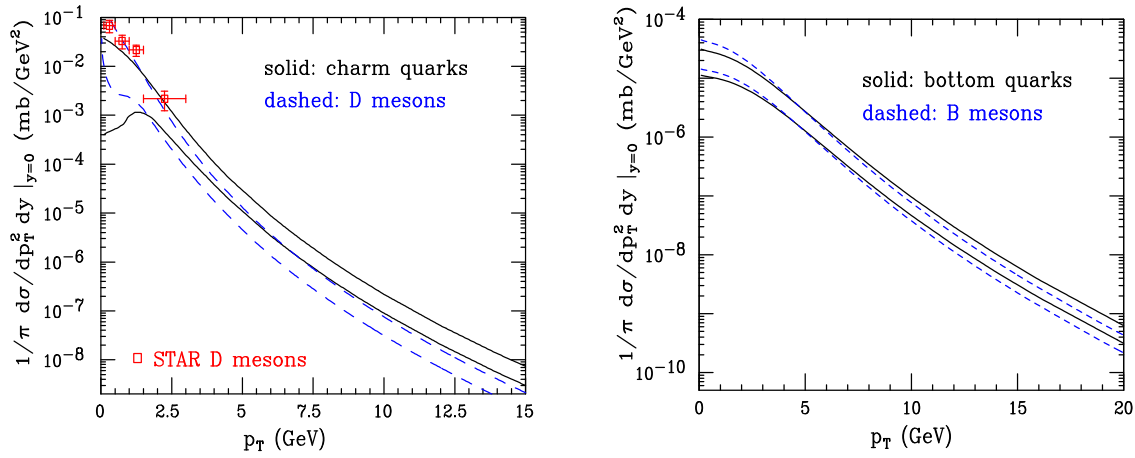 1/π dσ/dp_T^2 dy |_{y=0} (mb/GeV^2)
10^{-1}
10^{-2}
10^{-3}
10^{-4}
10^{-5}
10^{-6}
10^{-7}
10^{-8}
solid: charm quarks
dashed: D mesons
STAR D mesons
0 2.5 5 7.5 10 12.5 15
p_T (GeV)
1/π dσ/dp_T^2 dy |_{y=0} (mb/GeV^2)
10^{-4}
10^{-6}
10^{-8}
10^{-10}
solid: bottom quarks
dashed: B mesons
0 5 10 15 20
p_T (GeV)